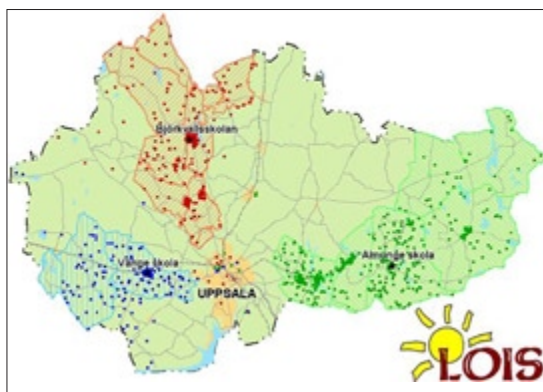 Björkvallsskolan
Vänge skola
Almunge skola
UPPSALA
LOIS